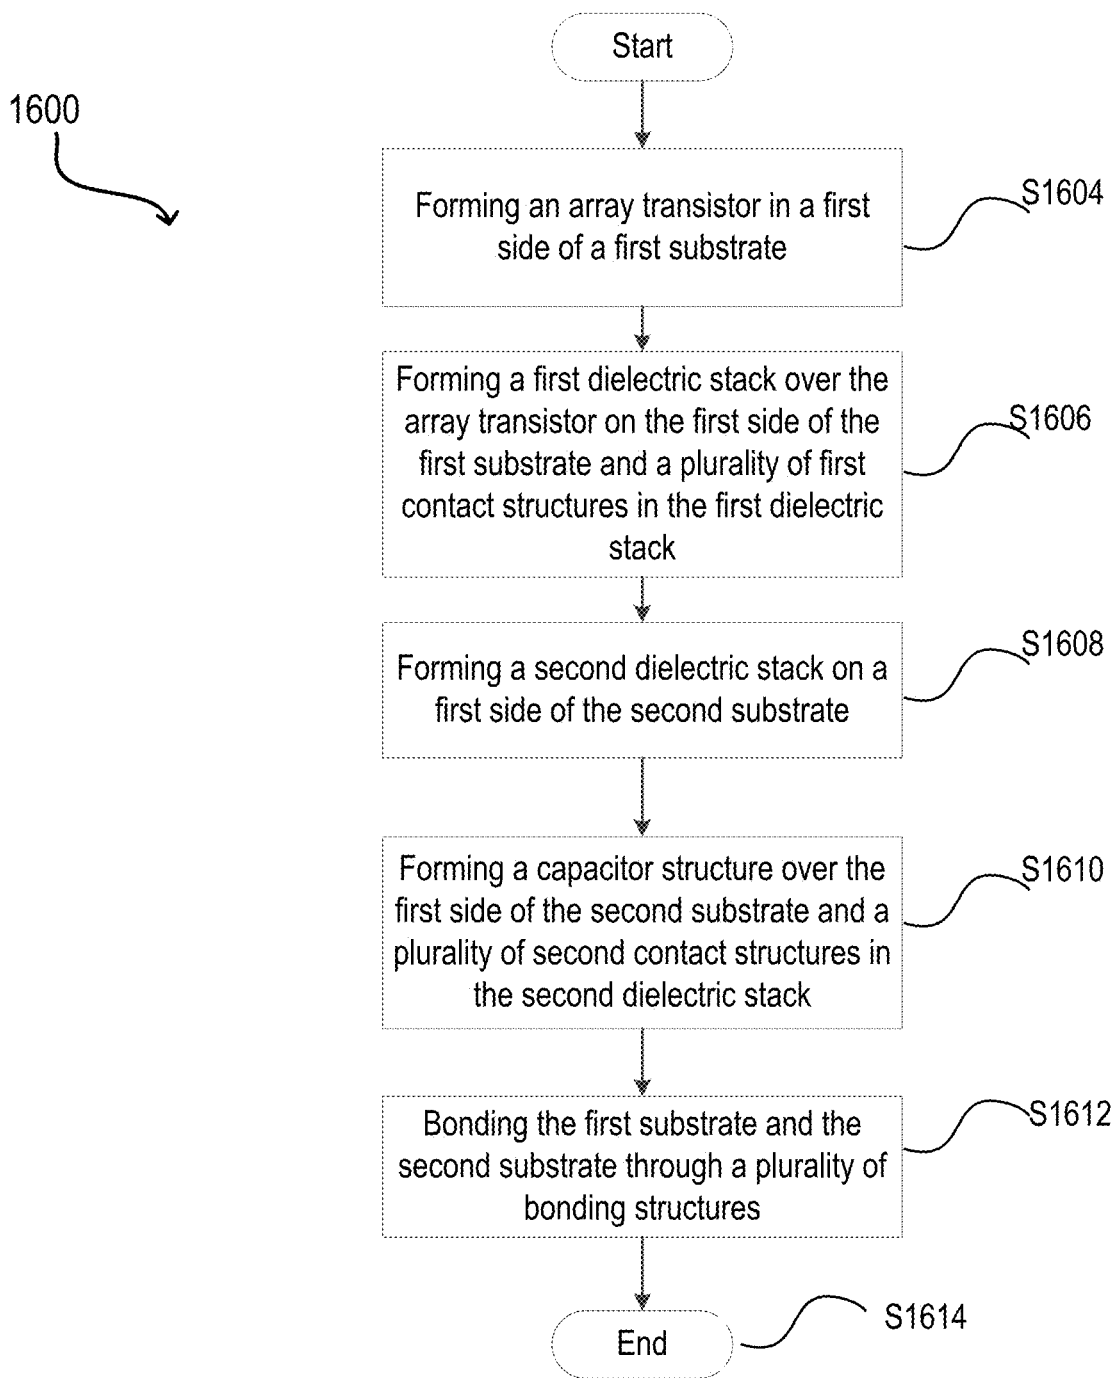 Start
1600
Forming an array transistor in a first
side of a first substrate
S1604
Forming a first dielectric stack over the
array transistor on the first side of the
first substrate and a plurality of first
contact structures in the first dielectric
stack
S1606
Forming a second dielectric stack on a
first side of the second substrate
S1608
Forming a capacitor structure over the
first side of the second substrate and a
plurality of second contact structures in
the second dielectric stack
S1610
Bonding the first substrate and the
second substrate through a plurality of
bonding structures
S1612
End
S1614